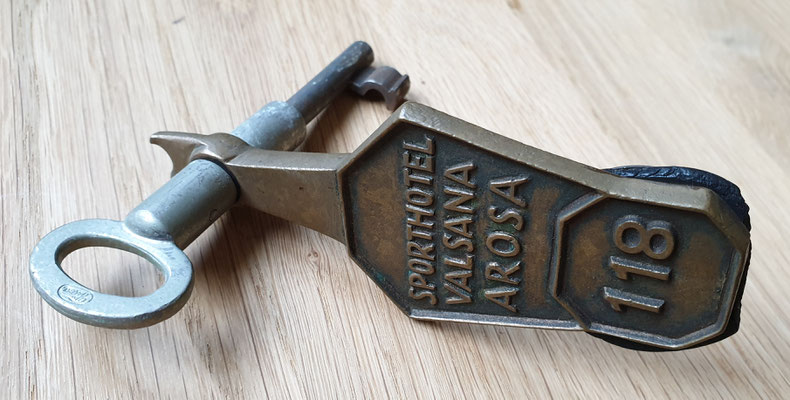 SPORTHOTEL
VALSANA
AROSA
118